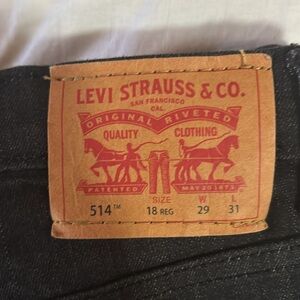 LEVI STRAUSS & CO.
SAN FRANCISCO
CAL.
ORIGINAL RIVETED
QUALITY CLOTHING
PATENTED MAY 20 1873
SIZE W L
514™ 18 REG 29 31